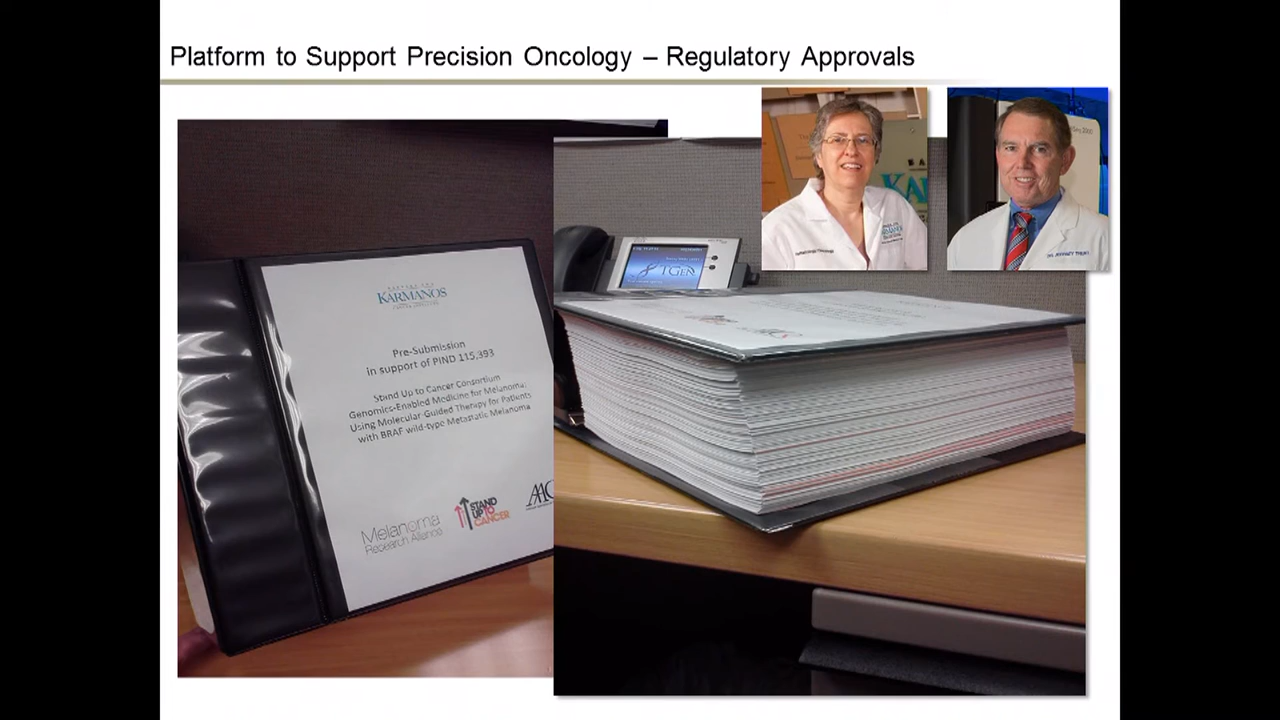 Platform to Support Precision Oncology – Regulatory Approvals
KARMANOS
Pre-Submission
in support of PIND 115,393
Stand Up to Cancer Consortium
Genomics-Enabled Medicine for Melanoma:
Using Molecular-Guided Therapy for Patients
with BRAF wild-type Metastatic Melanoma
Melanoma
Research Alliance
STAND
UP TO
CANCER
AAC
TGen
KARMANOS